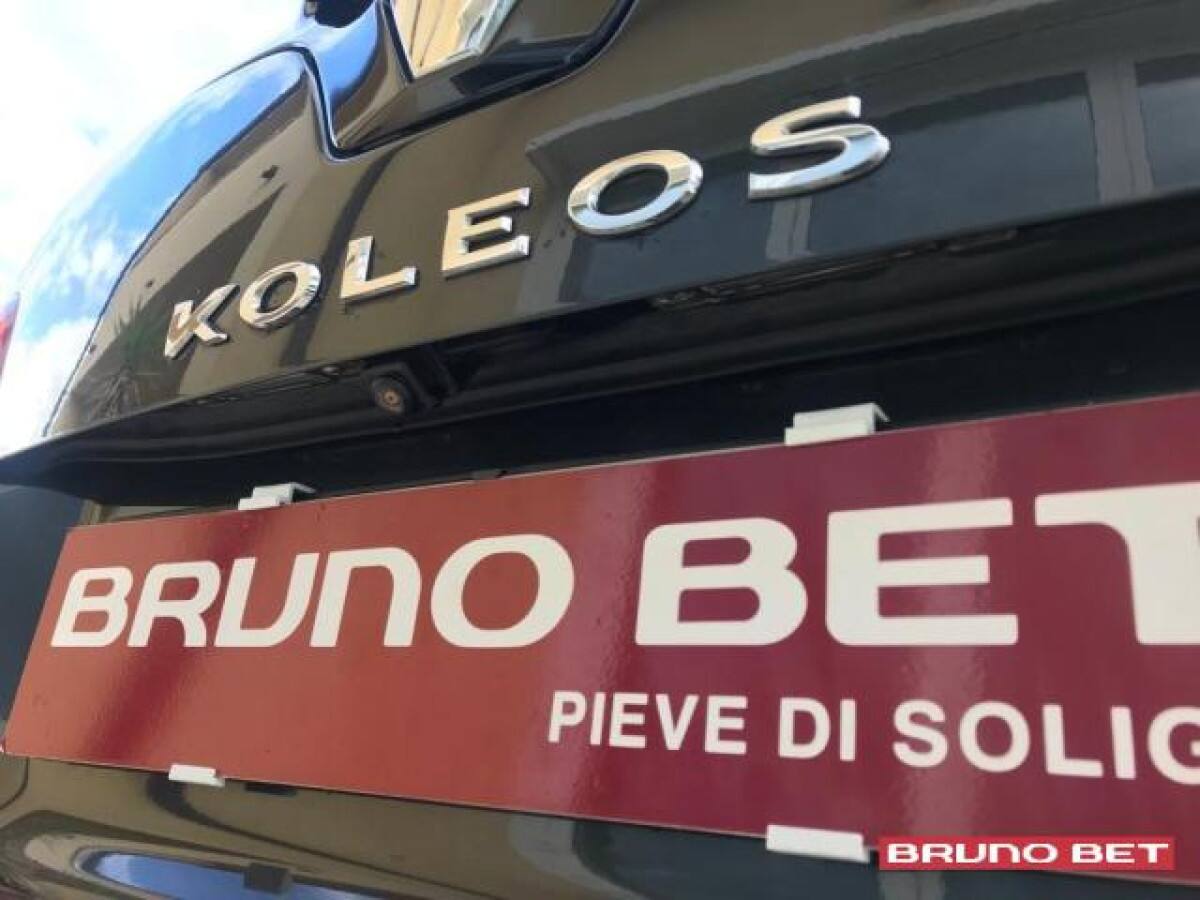 KOLEOS
BRUNO BET
PIEVE DI SOLIG
BRUNO BET